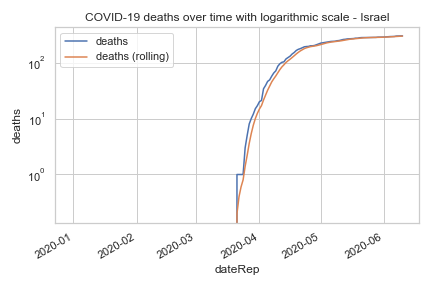 COVID-19 deaths over time with logarithmic scale - Israel
deaths
deaths (rolling)
deaths
10²
10¹
10⁰
2020-01
2020-02
2020-03
2020-04
2020-05
2020-06
dateRep